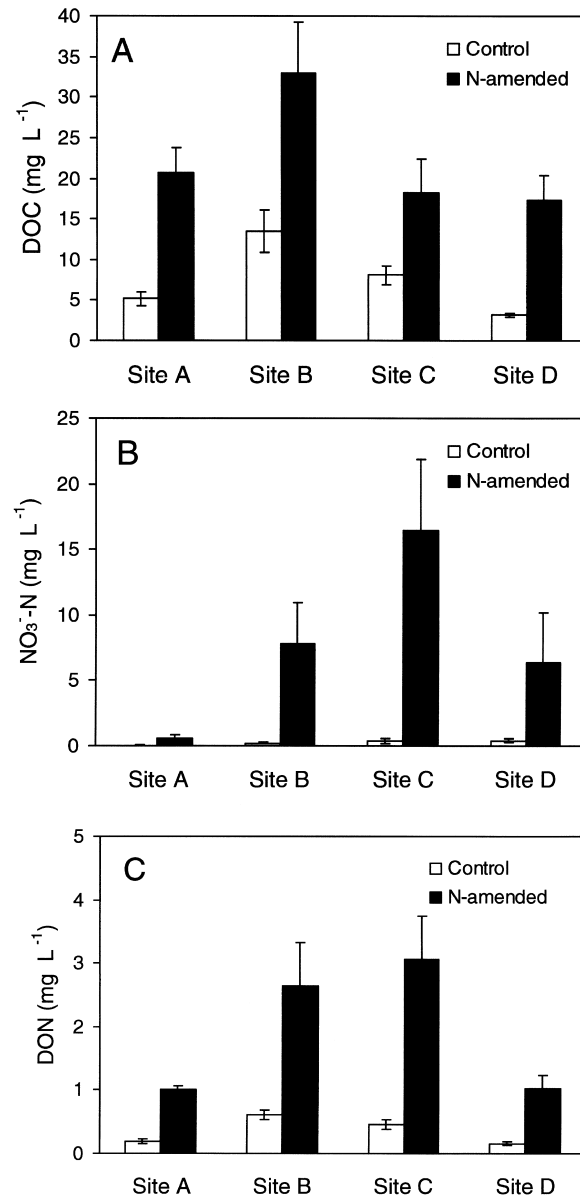 A
Control
N-amended
40
35
30
25
20
15
10
5
0
DOC (mg L⁻¹)
Site A Site B Site C Site D
B
Control
N-amended
25
20
15
10
5
0
NO₃⁻-N (mg L⁻¹)
Site A Site B Site C Site D
C
Control
N-amended
5
4
3
2
1
0
DON (mg L⁻¹)
Site A Site B Site C Site D